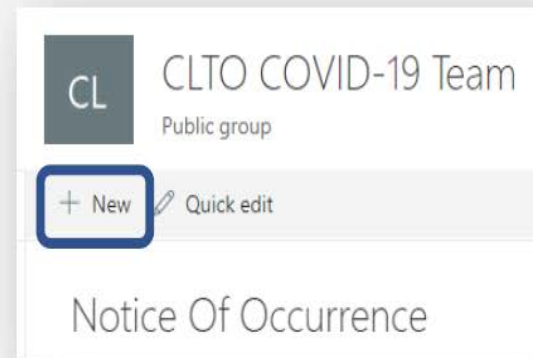 CL
CLTO COVID-19 Team
Public group
+ New Quick edit
Notice Of Occurrence